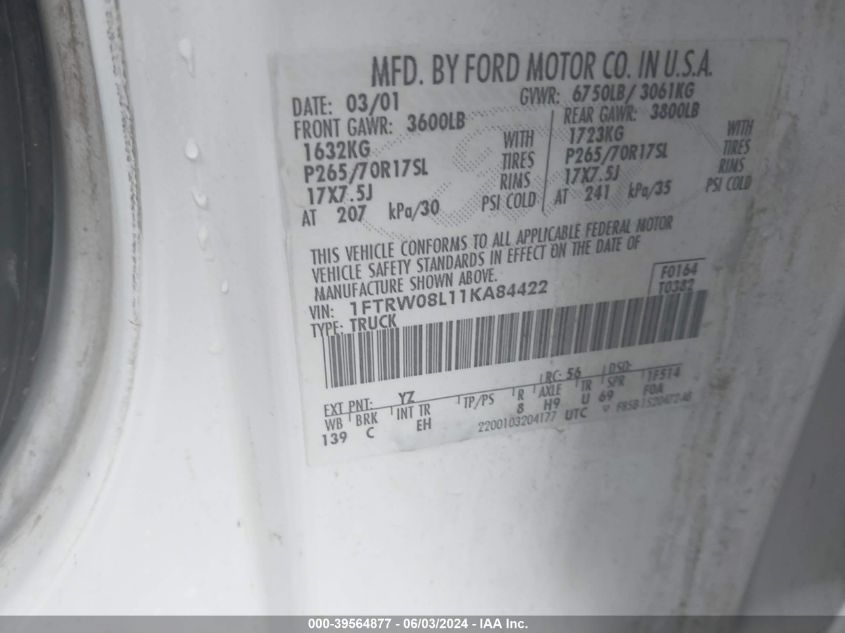 MFD. BY FORD MOTOR CO. IN U.S.A.
DATE: 03/01 GVWR: 6750LB/ 3061KG
FRONT GAWR: 3600LB REAR GAWR: 3800LB
1632KG WITH 1723KG WITH
P265/70R17SL TIRES P265/70R17SL TIRES
17X7.5J RIMS 17X7.5J RIMS
AT 207 kPa/30 PSI COLD AT 241 kPa/35 PSI COLD
THIS VEHICLE CONFORMS TO ALL APPLICABLE FEDERAL MOTOR
VEHICLE SAFETY STANDARDS IN EFFECT ON THE DATE OF
MANUFACTURE SHOWN ABOVE.
VIN: 1FTRW08L11KA84422 F0164
TYPE: TRUCK T0382
EXT PNT: YZ RC: 56 DSO:
WB BRK INT TR TP/PS R AXLE TR SPR 1F514
139 C EH 8 H9 U 69 F0A
2200103204177 UTC
000-39564877 - 06/03/2024 - IAA Inc.